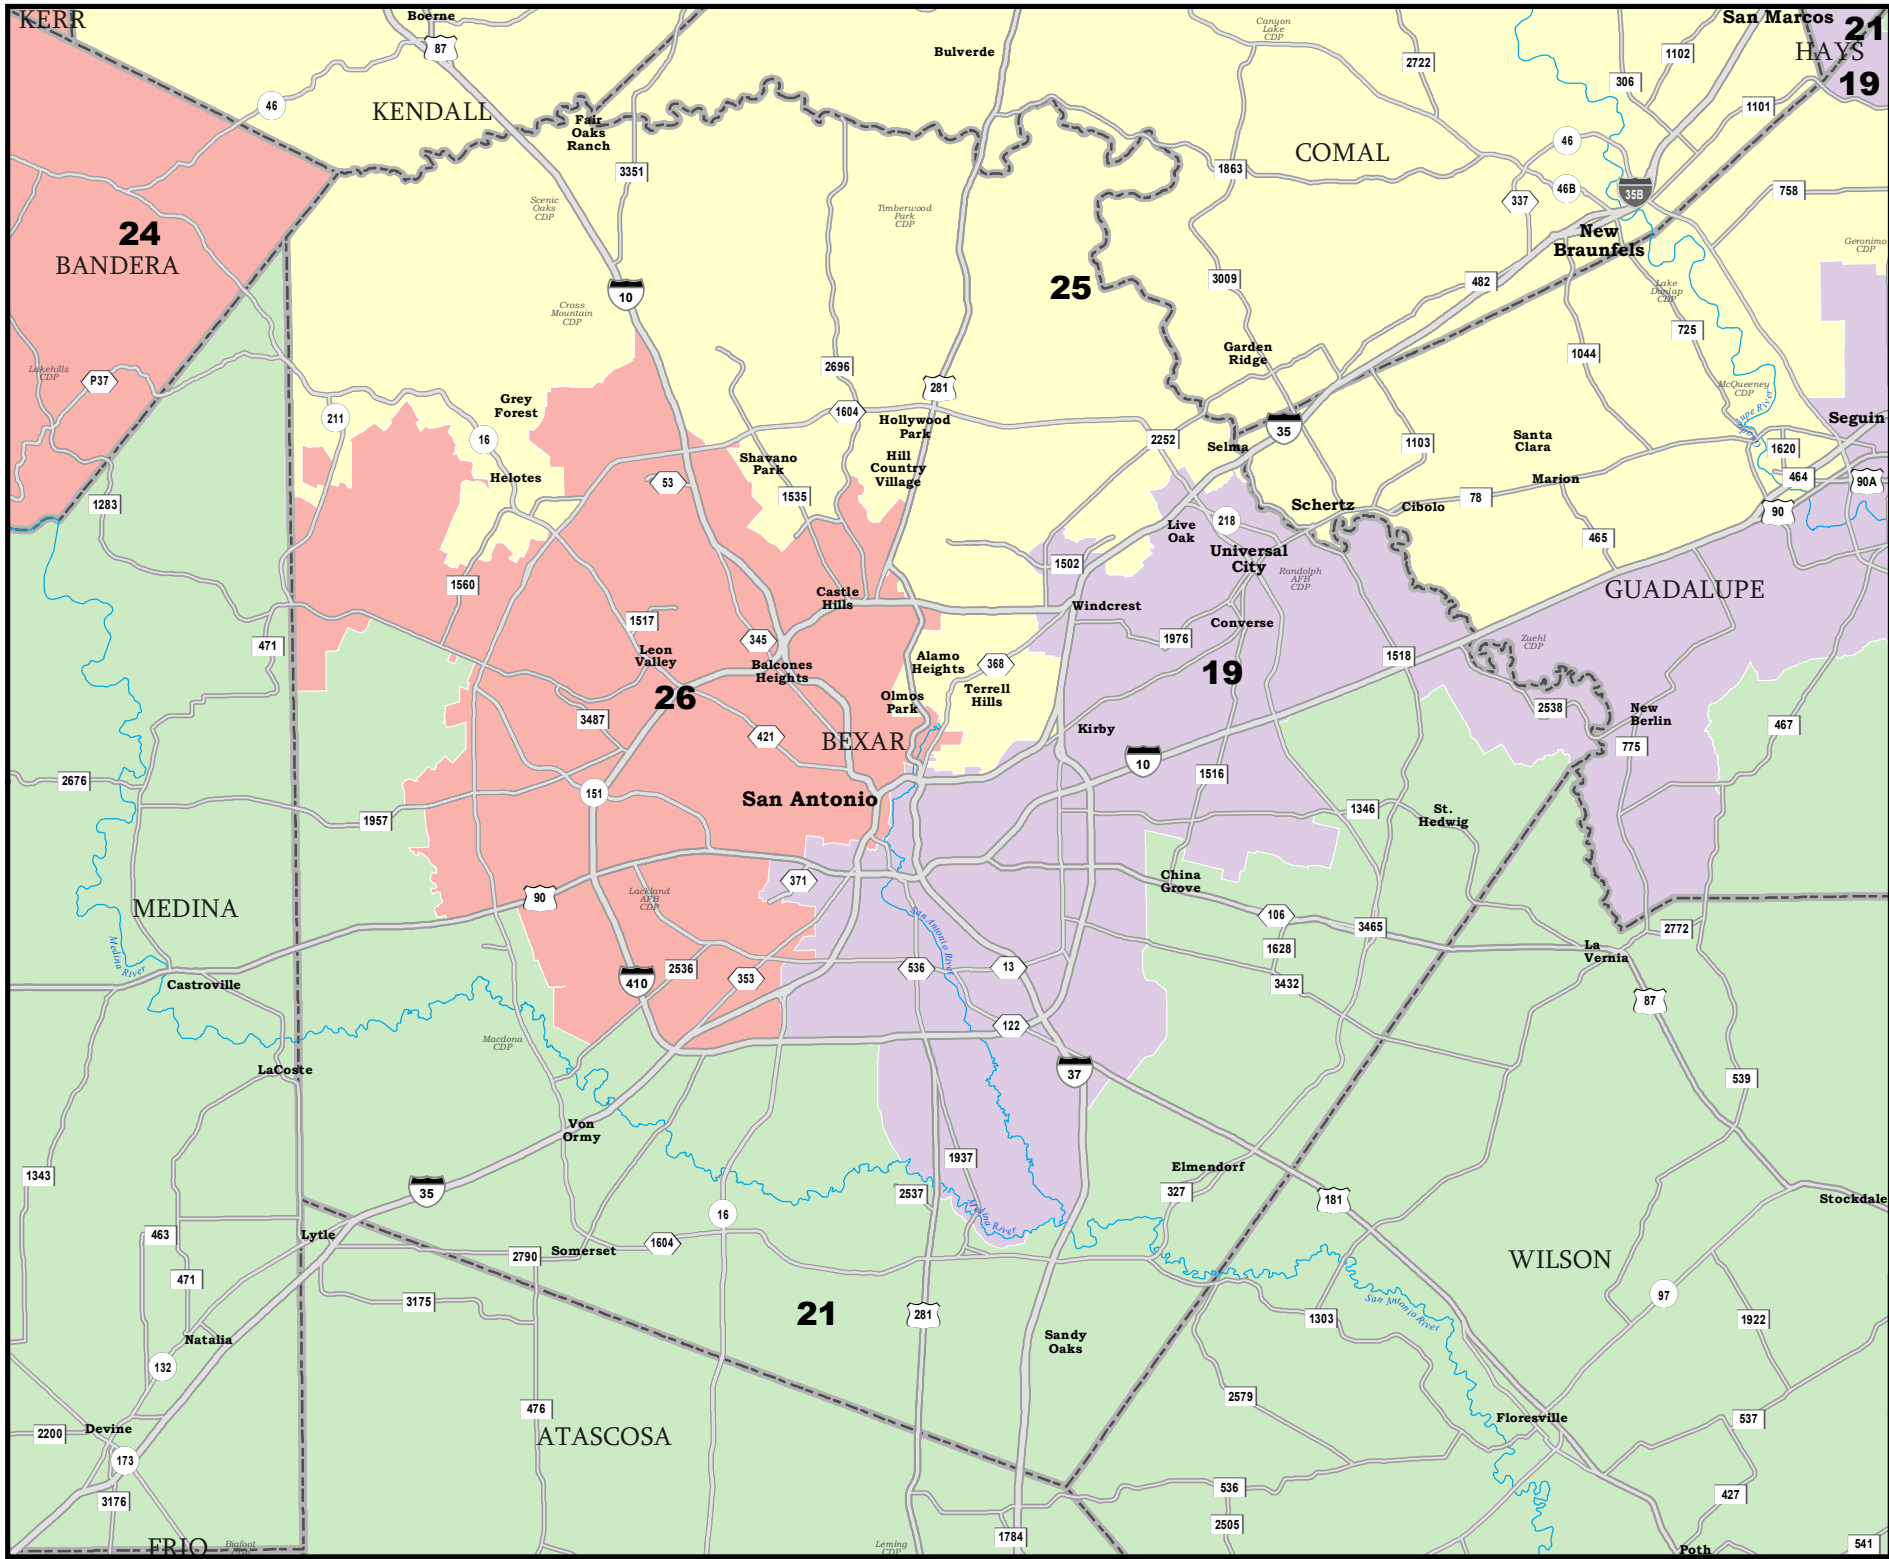 KERR
Boerne
87
Bulverde
Canyon
Lake
CDP
San Marcos
21
HAYS
19
2722
1102
306
1101
46
KENDALL
Fair
Oaks
Ranch
3351
46
COMAL
1863
46B
35B
337
758
24
BANDERA
Scenic
Oaks
CDP
Timberwood
Park
CDP
New
Braunfels
Geronimo
CDP
25
3009
482
Lake
Dunlap
CDP
10
Cross
Mountain
CDP
725
1044
Garden
Ridge
Lakehills
CDP
P37
2696
281
McQueeney
CDP
Grey
Forest
211
16
1604
Hollywood
Park
Seguin
35
2252
Selma
1103
Santa
Clara
1620
464
90A
Helotes
53
Shavano
Park
Hill
Country
Village
1535
1283
Schertz
Cibolo
78
Marion
90
Live
Oak
218
Universal
City
465
1502
Randolph
AFB
CDP
GUADALUPE
1560
Castle
Hills
Windcrest
1517
345
Converse
1976
471
Leon
Valley
Balcones
Heights
Alamo
Heights
368
Zuehl
CDP
1518
19
26
Olmos
Park
Terrell
Hills
2538
New
Berlin
3487
421
BEXAR
Kirby
775
467
10
1516
2676
151
San Antonio
1346
St.
Hedwig
1957
371
China
Grove
Lackland
AFB
CDP
90
MEDINA
106
3465
San Antonio River
2772
1628
La
Vernia
Medina River
Castroville
410
2536
353
536
13
3432
87
122
Macdona
CDP
LaCoste
37
539
Von
Ormy
1343
1937
Elmendorf
35
2537
327
181
Stockdale
16
Medina River
463
Lytle
2790
Somerset
1604
WILSON
471
3175
21
281
San Antonio River
97
1303
1922
Natalia
Sandy
Oaks
132
2579
476
ATASCOSA
Floresville
537
2200
Devine
173
536
427
3176
2505
1784
FRIO
Bigfoot
Leming
CDP
Poth
541